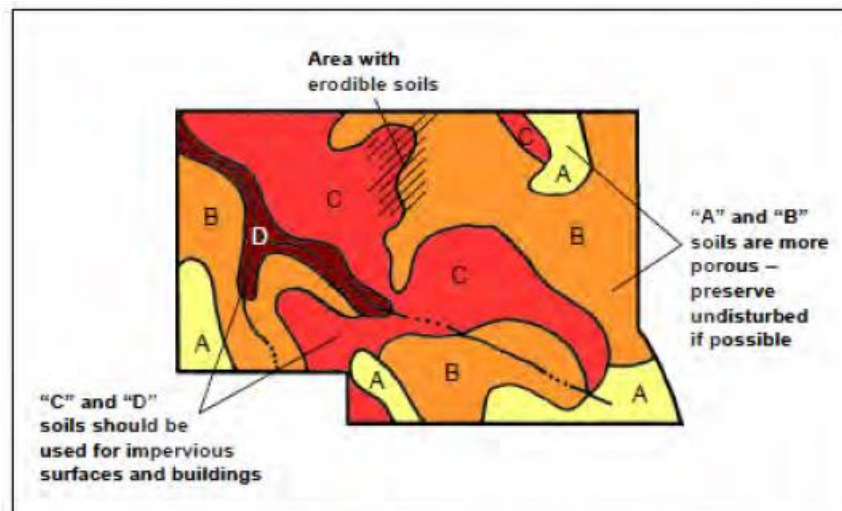 Area with
erodible soils
C
A
C
B
D
B
"A" and "B"
soils are more
porous –
preserve
undisturbed
if possible
C
A
A
B
A
"C" and "D"
soils should be
used for impervious
surfaces and buildings